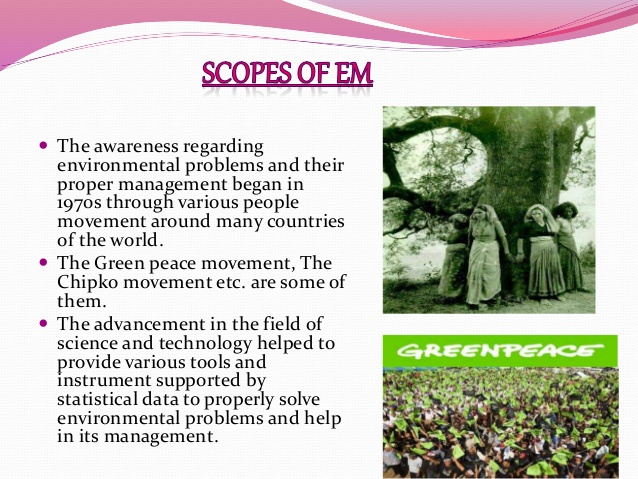 SCOPES OF EM
The awareness regarding
environmental problems and their
proper management began in
1970s through various people
movement around many countries
of the world.
The Green peace movement, The
Chipko movement etc. are some of
them.
The advancement in the field of
science and technology helped to
provide various tools and
instrument supported by
statistical data to properly solve
environmental problems and help
in its management.
GREENPEACE